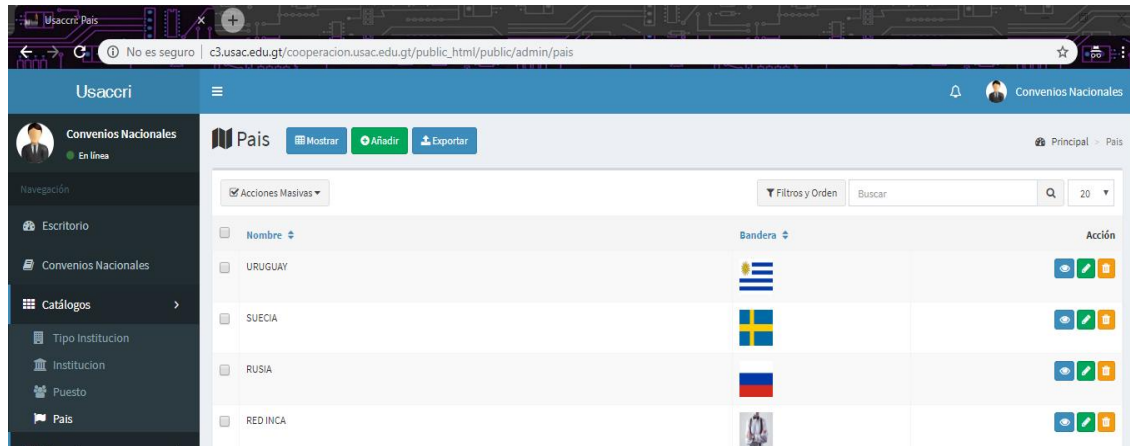 Usaccri Pais
No es seguro | c3.usac.edu.gt/cooperacion.usac.edu.gt/public_html/public/admin/pais
Usaccri
Convenios Nacionales
Convenios Nacionales
En línea
Pais Mostrar Añadir Exportar
Principal > Pais
Navegación
Acciones Masivas
Filtros y Orden Buscar 20
Escritorio
Nombre Bandera Acción
Convenios Nacionales
URUGUAY
Catálogos
SUECIA
Tipo Institucion
Institucion
RUSIA
Puesto
Pais
RED INCA